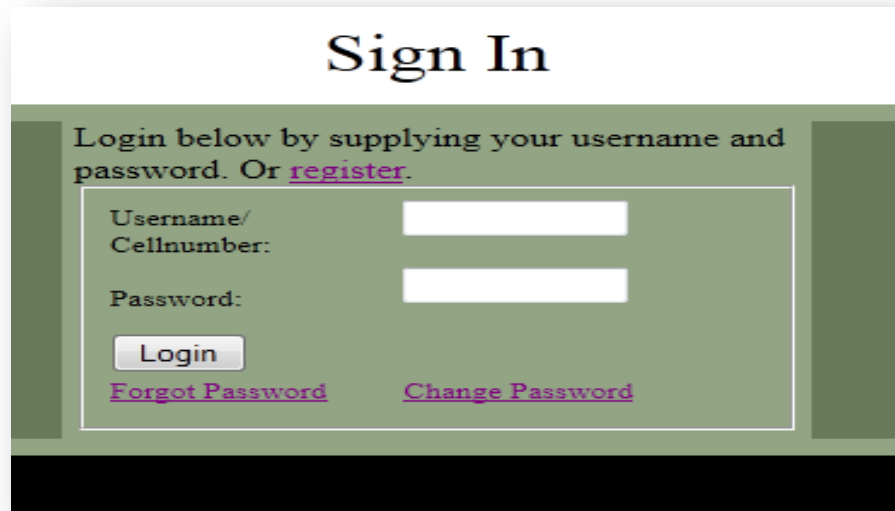 Sign In
Login below by supplying your username and
password. Or register.
Username/
Cellnumber:
Password:
Login
Forgot Password Change Password